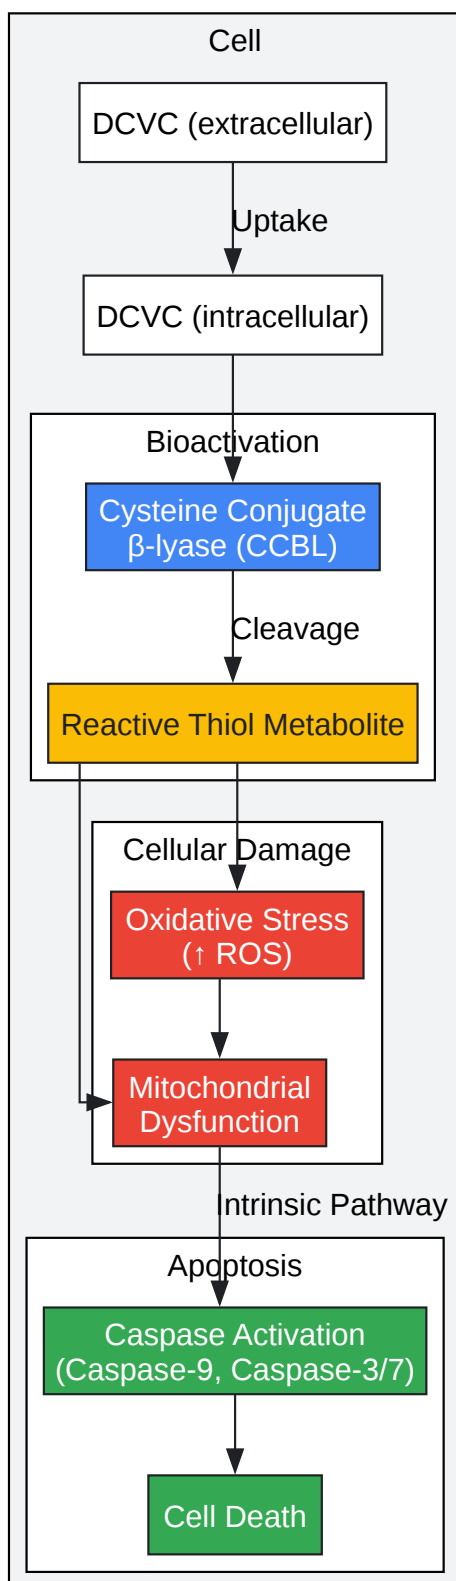 Cell
DCVC (extracellular)
Uptake
DCVC (intracellular)
Bioactivation
Cysteine Conjugate
β-lyase (CCBL)
Cleavage
Reactive Thiol Metabolite
Cellular Damage
Oxidative Stress
(↑ ROS)
Mitochondrial
Dysfunction
Intrinsic Pathway
Apoptosis
Caspase Activation
(Caspase-9, Caspase-3/7)
Cell Death